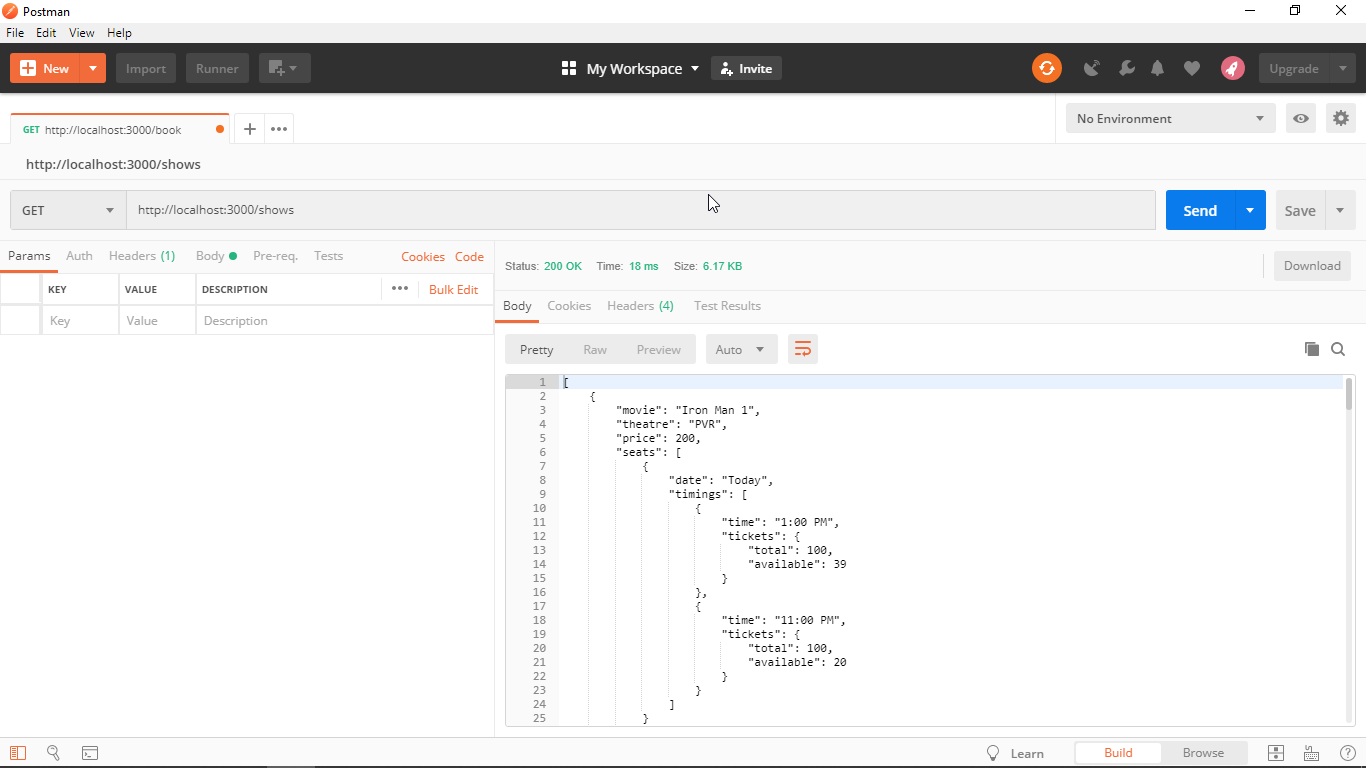 Postman
File Edit View Help
New Import Runner My Workspace Invite Upgrade
GET http://localhost:3000/book No Environment
http://localhost:3000/shows
GET http://localhost:3000/shows Send Save
Params Auth Headers (1) Body Pre-req. Tests Cookies Code
KEY VALUE DESCRIPTION Bulk Edit
Key Value Description
Status: 200 OK Time: 18 ms Size: 6.17 KB Download
Body Cookies Headers (4) Test Results
Pretty Raw Preview Auto
1 [
2 {
3 "movie": "Iron Man 1",
4 "theatre": "PVR",
5 "price": 200,
6 "seats": [
7 {
8 "date": "Today",
9 "timings": [
10 {
11 "time": "1:00 PM",
12 "tickets": {
13 "total": 100,
14 "available": 39
15 }
16 },
17 {
18 "time": "11:00 PM",
19 "tickets": {
20 "total": 100,
21 "available": 20
22 }
23 }
24 ]
25 }
Learn Build Browse